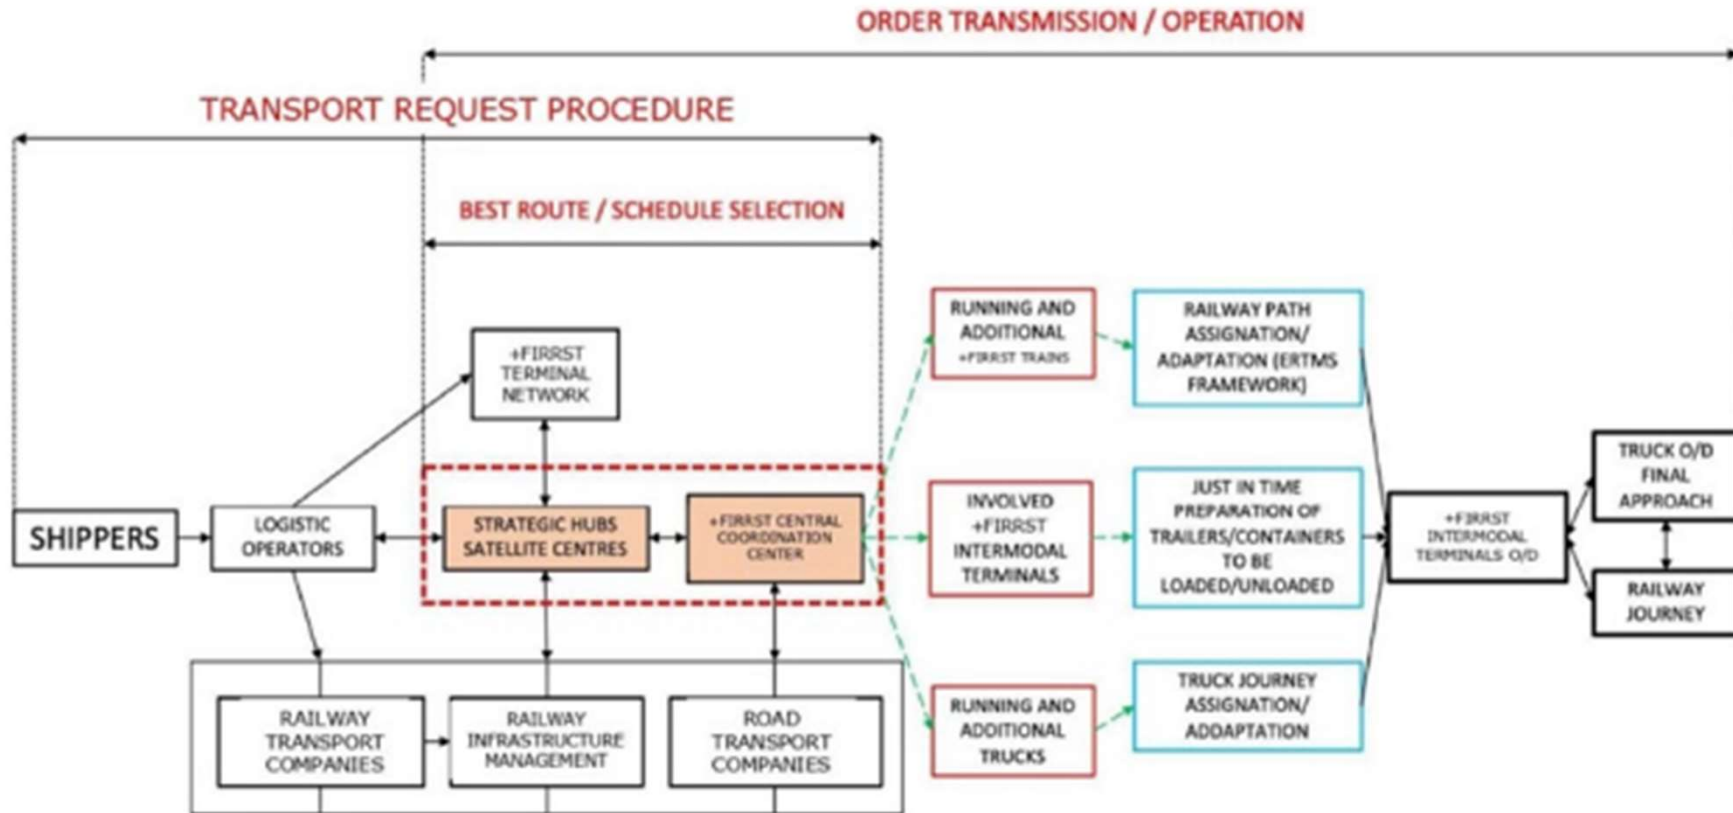 ORDER TRANSMISSION / OPERATION
TRANSPORT REQUEST PROCEDURE
BEST ROUTE / SCHEDULE SELECTION
+FIRRST
TERMINAL
NETWORK
RUNNING AND
ADDITIONAL
+FIRRST TRAINS
RAILWAY PATH
ASSIGNATION/
ADAPTATION (ERTMS
FRAMEWORK)
SHIPPERS
LOGISTIC
OPERATORS
STRATEGIC HUBS
SATELLITE CENTRES
+FIRRST CENTRAL
COORDINATION
CENTER
INVOLVED
+FIRRST
INTERMODAL
TERMINALS
JUST IN TIME
PREPARATION OF
TRAILERS/CONTAINERS
TO BE
LOADED/UNLOADED
+FIRRST
INTERMODAL
TERMINALS O/D
TRUCK O/D
FINAL
APPROACH
RAILWAY
JOURNEY
RAILWAY
TRANSPORT
COMPANIES
RAILWAY
INFRASTRUCTURE
MANAGEMENT
ROAD
TRANSPORT
COMPANIES
RUNNING AND
ADDITIONAL
TRUCKS
TRUCK JOURNEY
ASSIGNATION/
ADDAPTATION